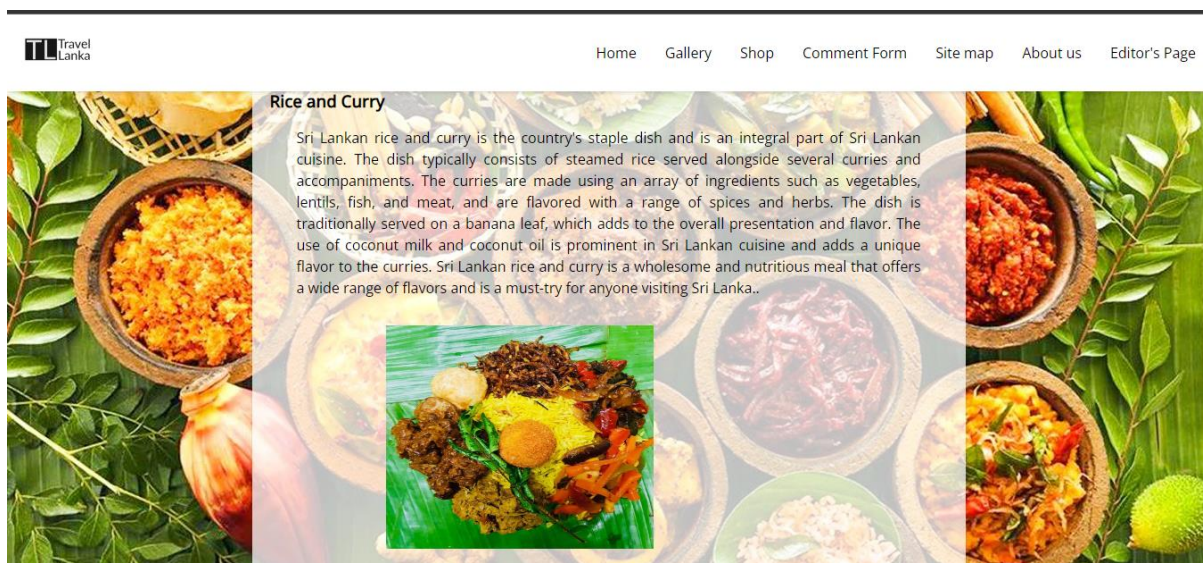 TL Travel
Lanka
Home Gallery Shop Comment Form Site map About us Editor's Page
Rice and Curry
Sri Lankan rice and curry is the country's staple dish and is an integral part of Sri Lankan
cuisine. The dish typically consists of steamed rice served alongside several curries and
accompaniments. The curries are made using an array of ingredients such as vegetables,
lentils, fish, and meat, and are flavored with a range of spices and herbs. The dish is
traditionally served on a banana leaf, which adds to the overall presentation and flavor. The
use of coconut milk and coconut oil is prominent in Sri Lankan cuisine and adds a unique
flavor to the curries. Sri Lankan rice and curry is a wholesome and nutritious meal that offers
a wide range of flavors and is a must-try for anyone visiting Sri Lanka..